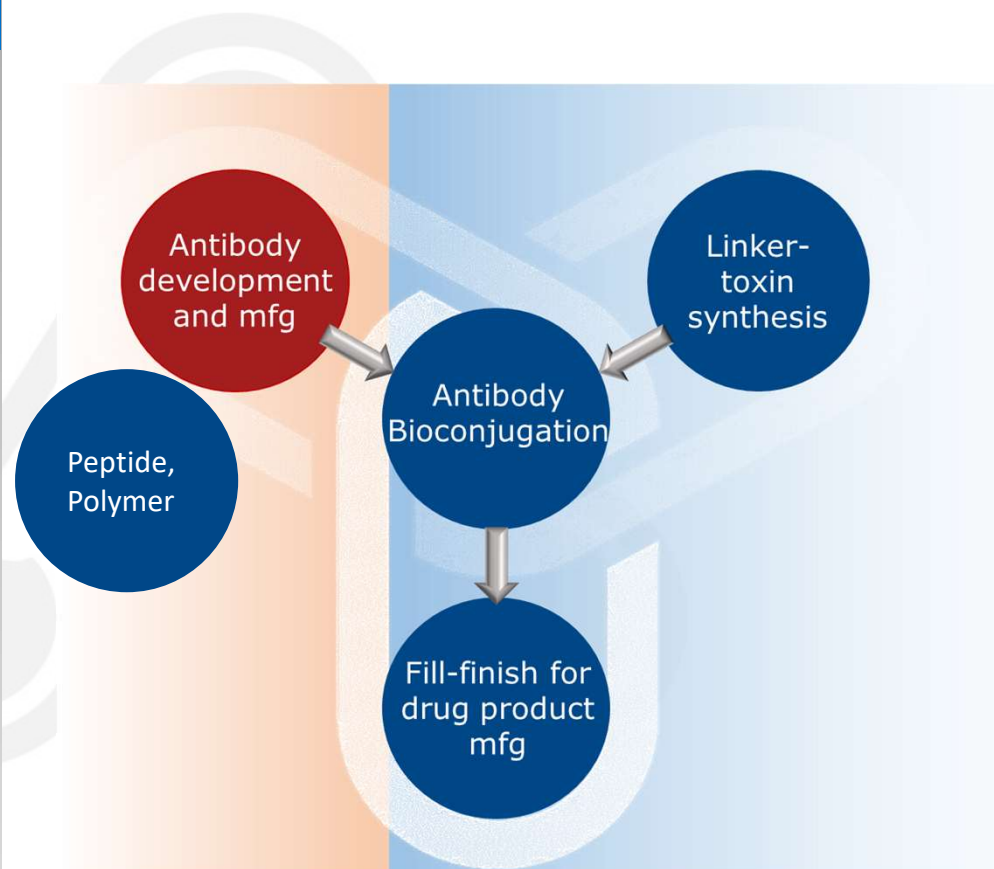 Antibody
development
and mfg
Linker-
toxin
synthesis
Antibody
Bioconjugation
Peptide,
Polymer
Fill-finish for
drug product
mfg